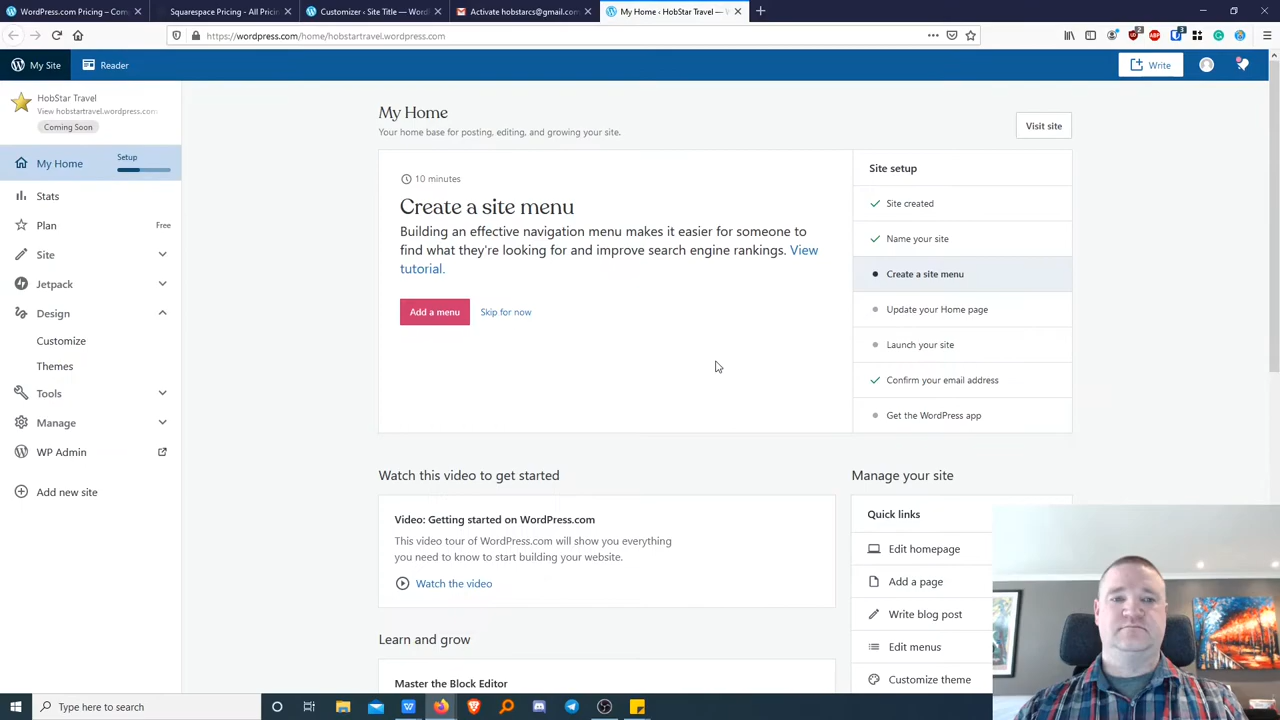 WordPress.com Pricing – Com
Squarespace Pricing - All Pricin
Customizer - Site Title — Word
Activate hobstarcs@gmail.com
My Home ‹ HobStar Travel — W
https://wordpress.com/home/hobstartravel.wordpress.com
My Site
Reader
Write
HobStar Travel
View hobstartravel.wordpress.com
Coming Soon
My Home
Setup
Stats
Plan
Free
Site
Jetpack
Design
Customize
Themes
Tools
Manage
WP Admin
Add new site
My Home
Your home base for posting, editing, and growing your site.
Visit site
10 minutes
Create a site menu
Building an effective navigation menu makes it easier for someone to
find what they're looking for and improve search engine rankings. View
tutorial.
Add a menu
Skip for now
Site setup
Site created
Name your site
Create a site menu
Update your Home page
Launch your site
Confirm your email address
Get the WordPress app
Watch this video to get started
Video: Getting started on WordPress.com
This video tour of WordPress.com will show you everything
you need to know to start building your website.
Watch the video
Learn and grow
Master the Block Editor
Manage your site
Quick links
Edit homepage
Add a page
Write blog post
Edit menus
Customize theme
Type here to search